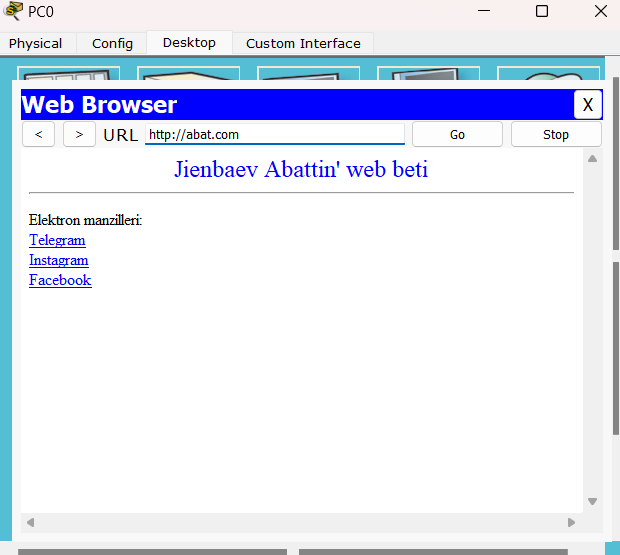 PC0
Physical Config Desktop Custom Interface
Web Browser X
< > URL http://abat.com Go Stop
Jienbaev Abattin' web beti
Elektron manzilleri:
Telegram
Instagram
Facebook